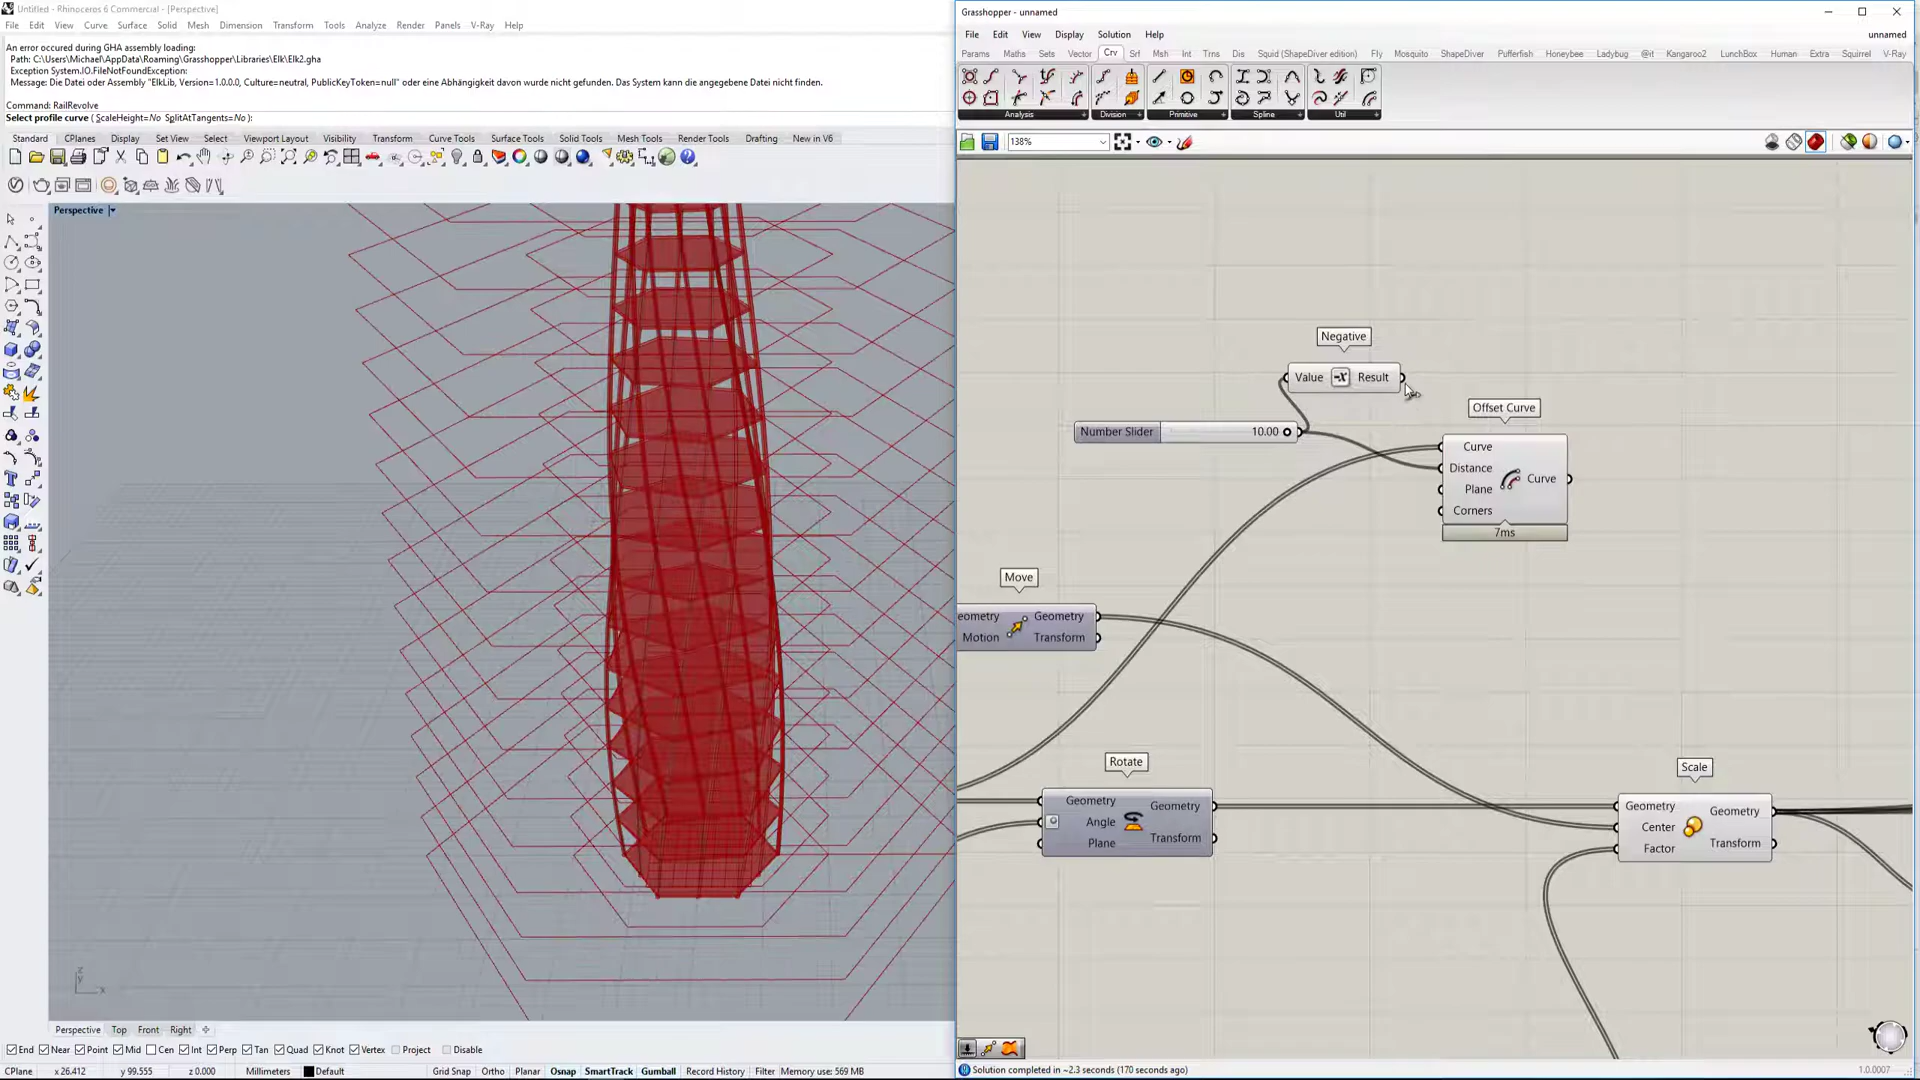 Untitled - Rhinoceros 6 Commercial - [Perspective]
File Edit View Curve Surface Solid Mesh Dimension Transform Tools Analyze Render Panels V-Ray Help
An error occured during GHA assembly loading:
Path: C:\Users\Michael\AppData\Roaming\Grasshopper\Libraries\Elk\Elk2.gha
Exception System.IO.FileNotFoundException:
Message: Die Datei oder Assembly "ElkLib, Version=1.0.0.0, Culture=neutral, PublicKeyToken=null" oder eine Abhängigkeit davon wurde nicht gefunden. Das System kann die angegebene Datei nicht finden.
Command: RailRevolve
Select profile curve ( ScaleHeight=No SplitAtTangents=No ):
Standard CPlanes Display Set View Select Viewport Layout Visibility Transform Curve Tools Surface Tools Solid Tools Mesh Tools Render Tools Drafting New in V6
Perspective
z
y
x
Perspective Top Front Right
End Near Point Mid Cen Int Perp Tan Quad Knot Vertex Project Disable
CPlane x 26.412 y 99.555 z 0.000 Millimeters Default Grid Snap Ortho Planar Osnap SmartTrack Gumball Record History Filter Memory use: 569 MB
Grasshopper - unnamed
File Edit View Display Solution Help unnamed
Params Maths Sets Vector Crv Srf Msh Int Trns Dis Squid (ShapeDiver edition) Fly Mosquito ShapeDiver Pufferfish Honeybee Ladybug @it Kangaroo2 LunchBox Human Extra Squirrel V-Ray
Analysis Division Primitive Spline Util
138%
Negative
Value -X Result
Number Slider 10.00
Offset Curve
Curve
Distance
Plane
Corners
Curve
7ms
Move
eometry Geometry
Motion Transform
Rotate
Geometry
Angle
Plane
Geometry
Transform
Scale
Geometry
Center
Factor
Geometry
Transform
Solution completed in ~2.3 seconds (170 seconds ago)
1.0.0007